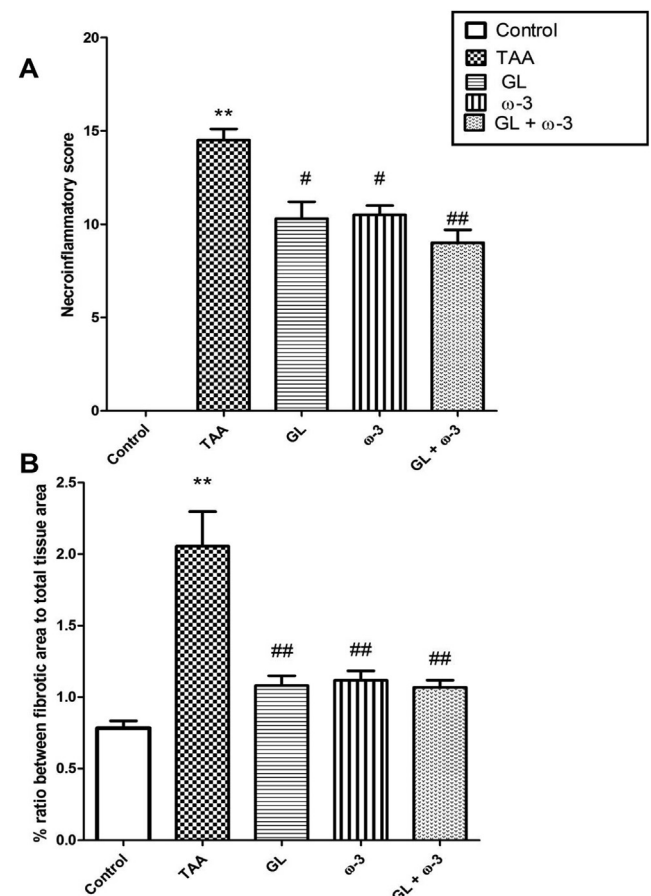 Control
TAA
GL
ω-3
GL + ω-3
A
20
15
10
5
0
Necroinflammatory score
**
#
#
##
Control
TAA
GL
ω-3
GL + ω-3
B
2.5
2.0
1.5
1.0
0.5
0.0
% ratio between fibrotic area to total tissue area
**
##
##
##
Control
TAA
GL
ω-3
GL + ω-3